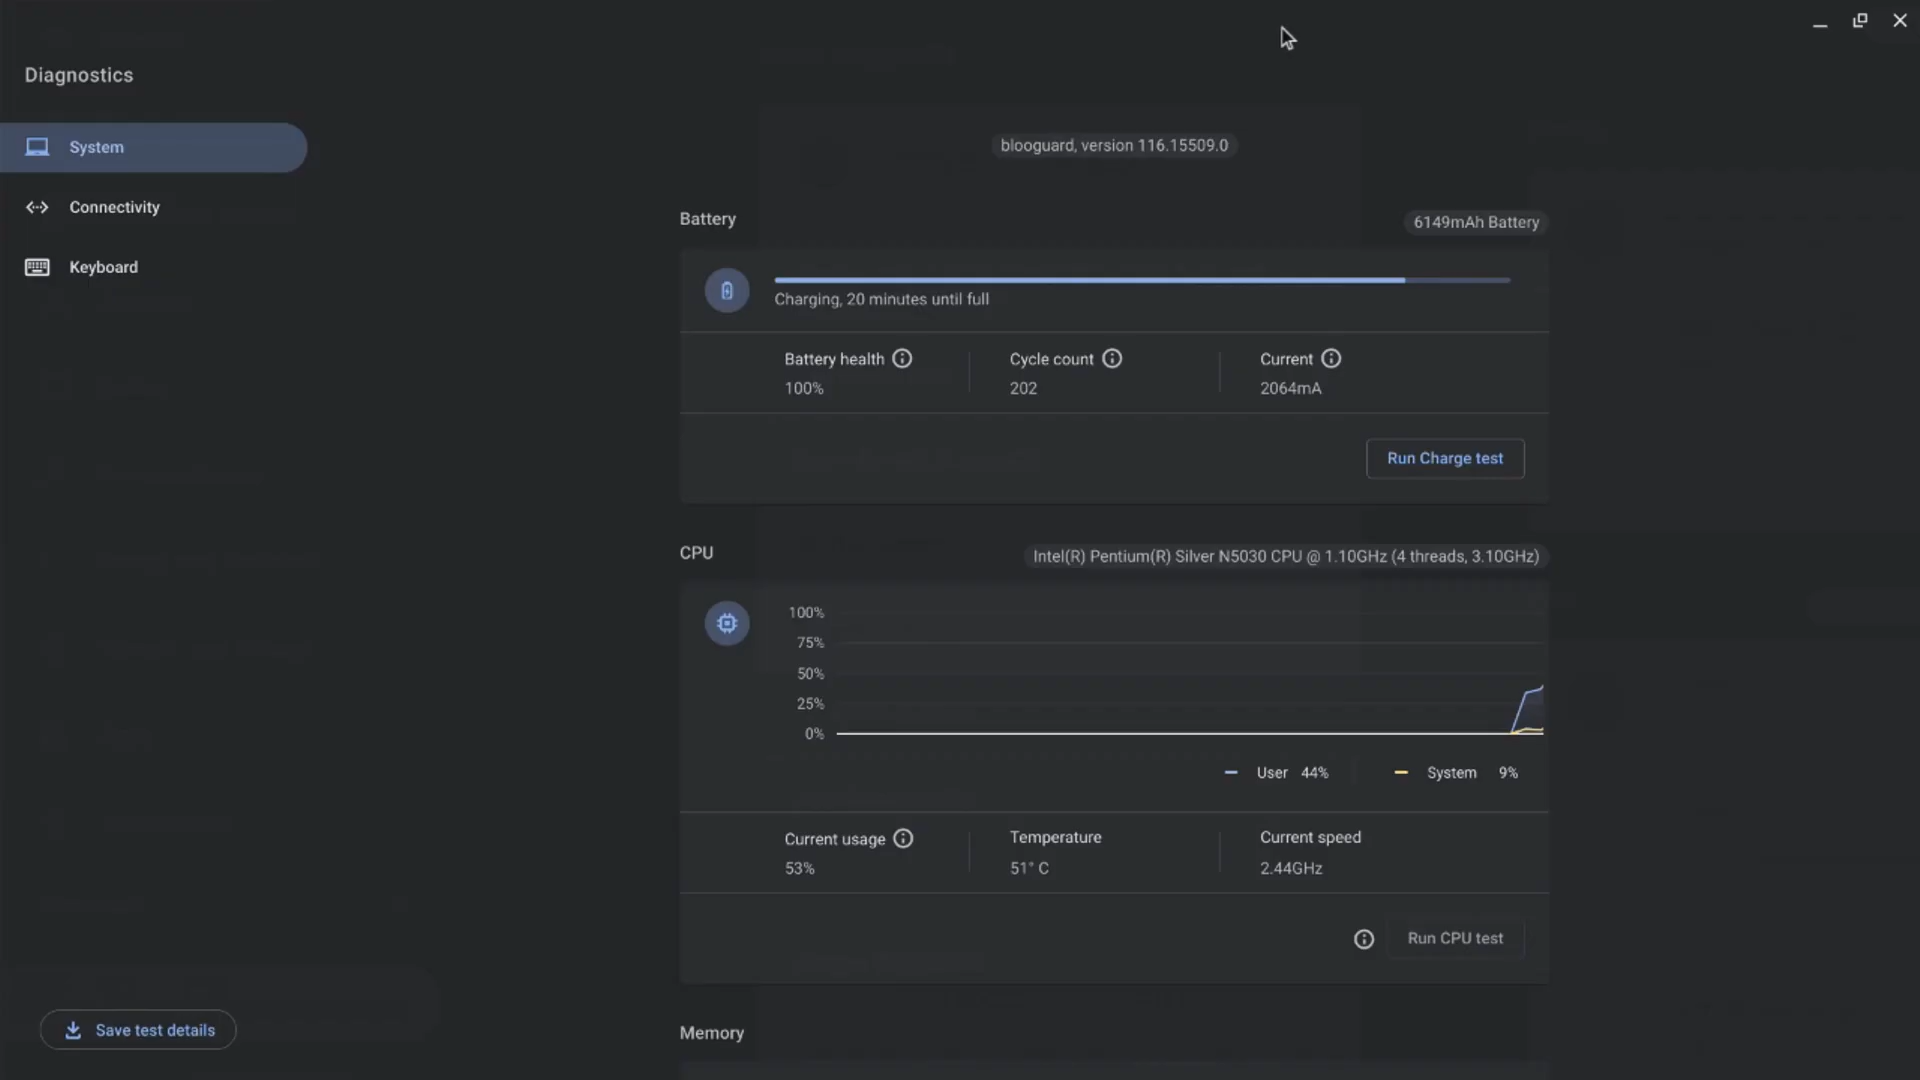 Diagnostics
System
Connectivity
Keyboard
Save test details
blooguard, version 116.15509.0
Battery
6149mAh Battery
Charging, 20 minutes until full
Battery health
100%
Cycle count
202
Current
2064mA
Run Charge test
CPU
Intel(R) Pentium(R) Silver N5030 CPU @ 1.10GHz (4 threads, 3.10GHz)
100%
75%
50%
25%
0%
User 44%
System 9%
Current usage
53%
Temperature
51° C
Current speed
2.44GHz
Run CPU test
Memory